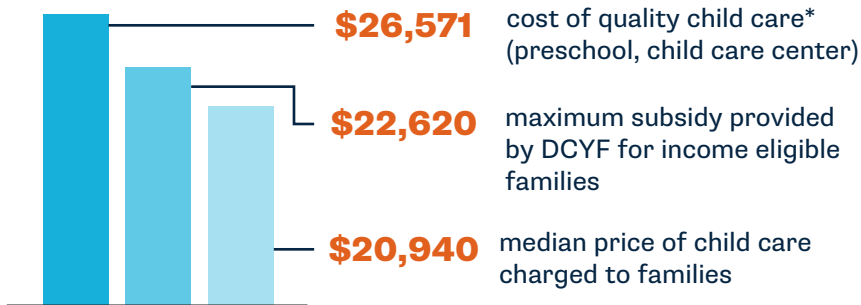 $26,571 cost of quality child care*
(preschool, child care center)
$22,620 maximum subsidy provided
by DCYF for income eligible
families
$20,940 median price of child care
charged to families